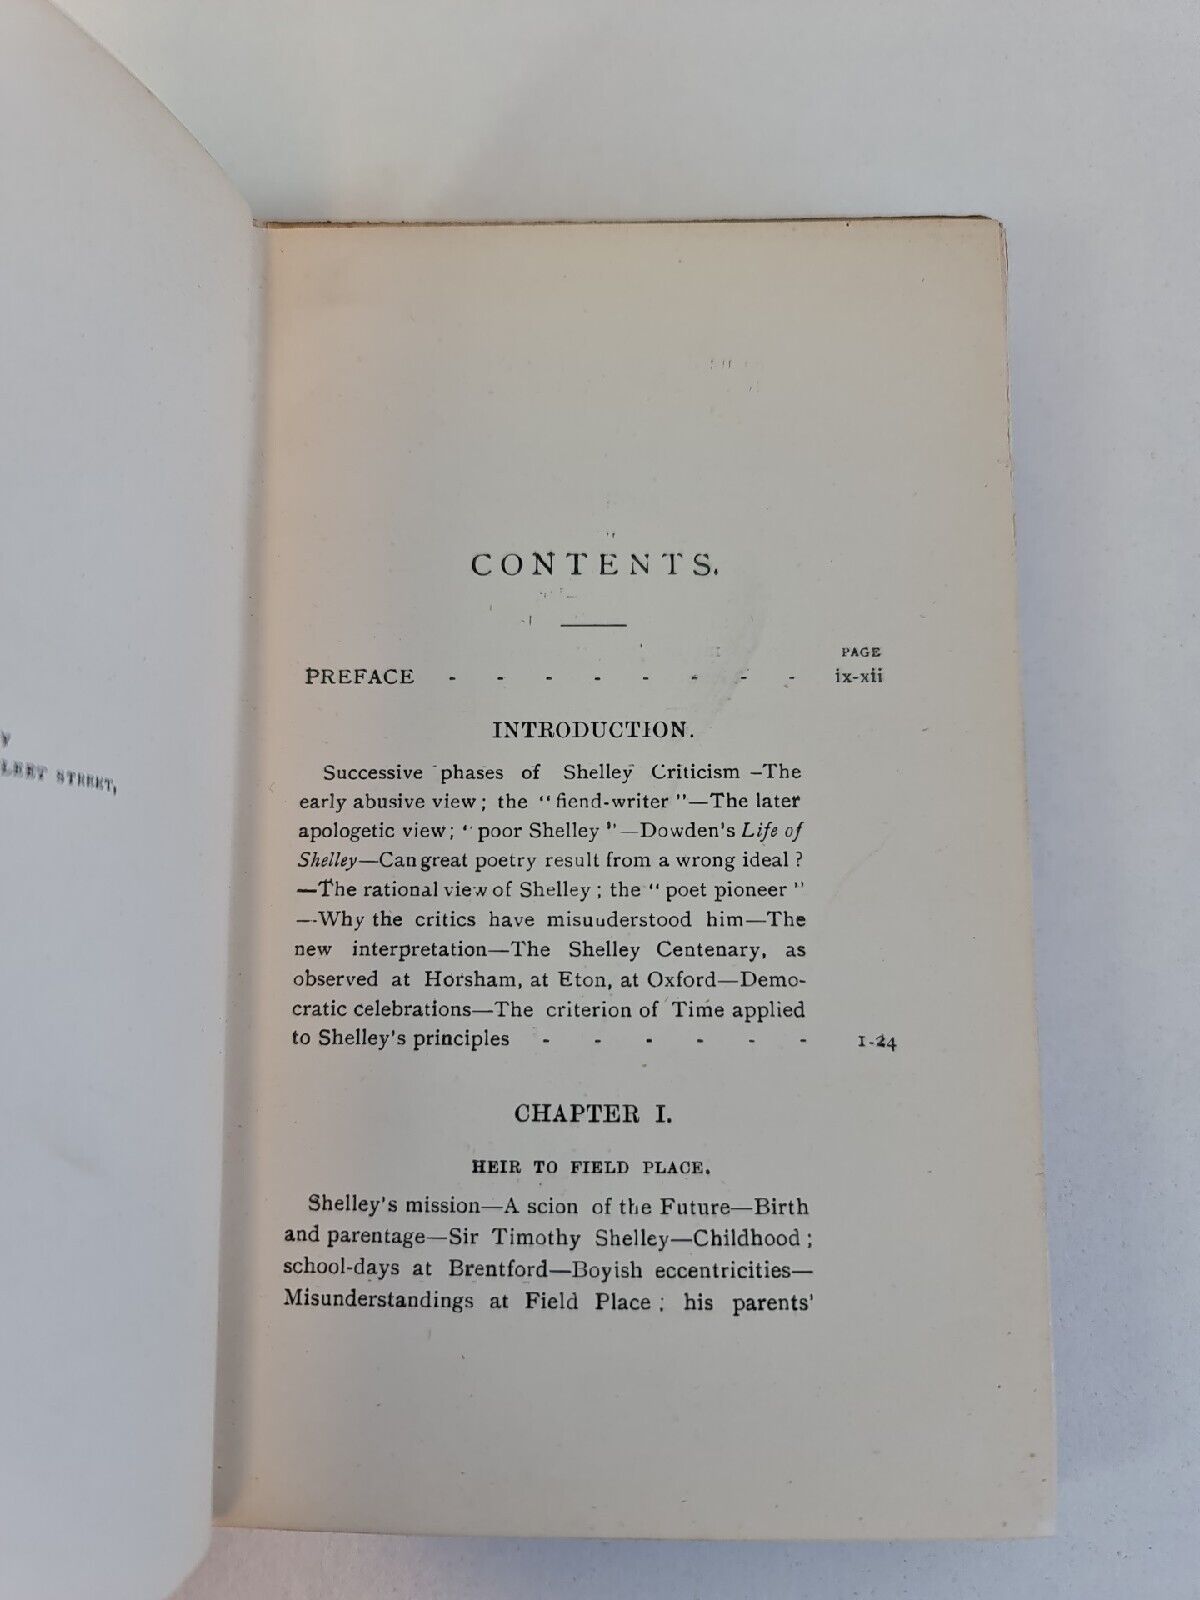 LEET STREET,
CONTENTS.
PAGE
PREFACE - - - - - - - - ix-xii
INTRODUCTION.
Successive phases of Shelley Criticism—The
early abusive view; the "fiend-writer"—The later
apologetic view; "poor Shelley"—Dowden's Life of
Shelley—Can great poetry result from a wrong ideal?
—The rational view of Shelley; the "poet pioneer"
—Why the critics have misuuderstood him—The
new interpretation—The Shelley Centenary, as
observed at Horsham, at Eton, at Oxford—Demo-
cratic celebrations—The criterion of Time applied
to Shelley's principles - - - - - - 1-24
CHAPTER I.
HEIR TO FIELD PLACE.
Shelley's mission—A scion of the Future—Birth
and parentage—Sir Timothy Shelley—Childhood;
school-days at Brentford—Boyish eccentricities—
Misunderstandings at Field Place; his parents'